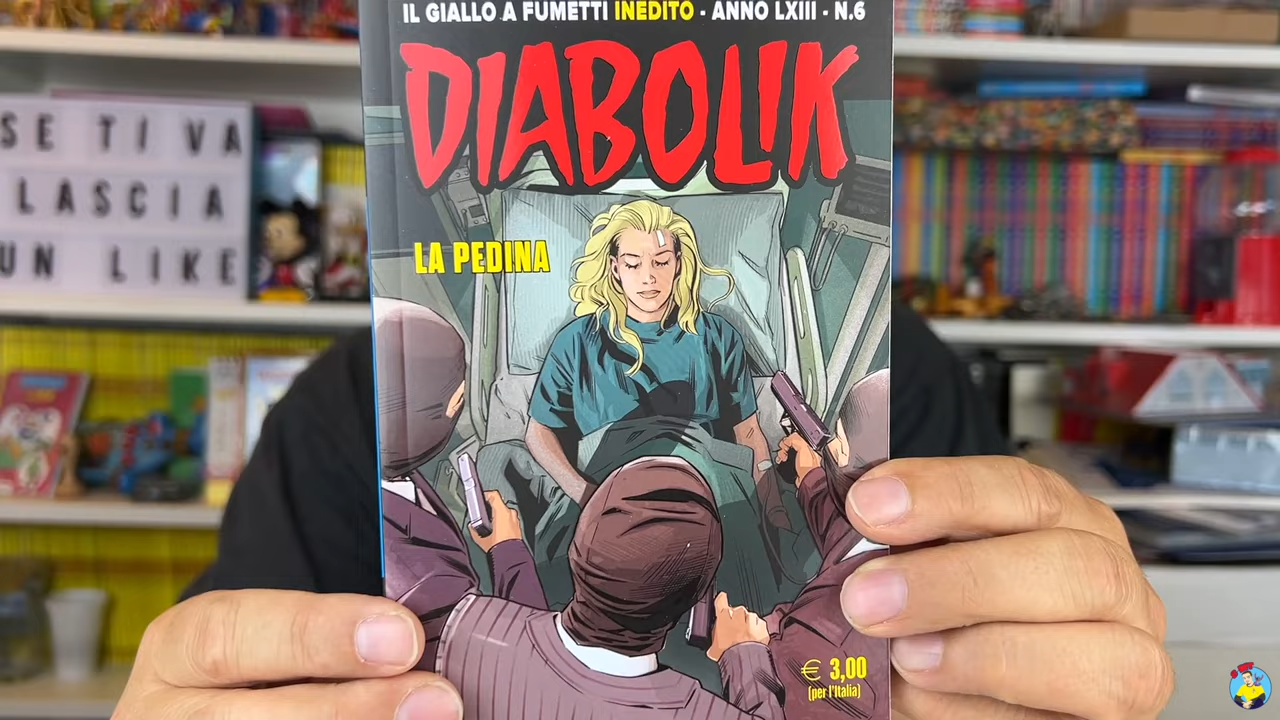 IL GIALLO A FUMETTI INEDITO - ANNO LXIII - N.6
DIABOLIK
LA PEDINA
€ 3,00
(per l'Italia)
SE TI VA
LASCIA
UN LIKE